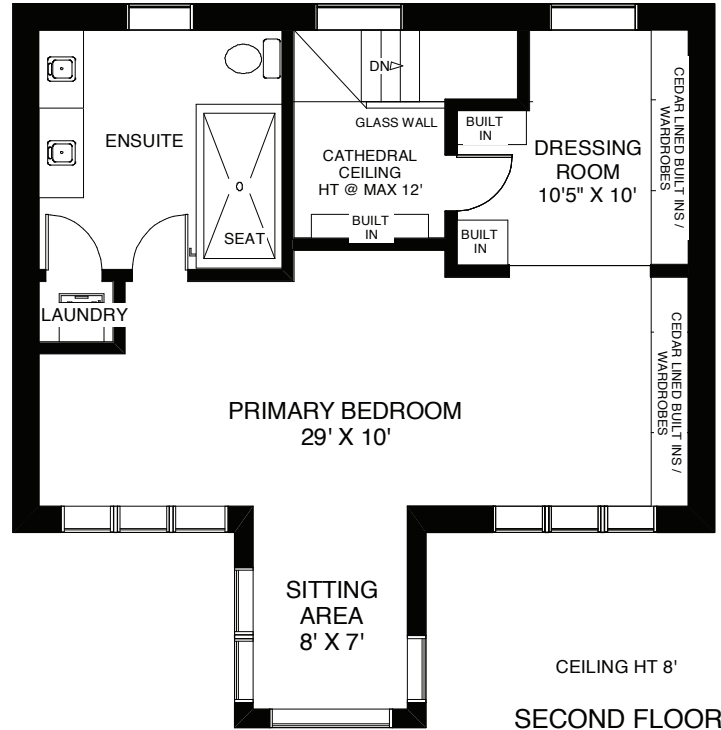 DN
GLASS WALL
ENSUITE
CATHEDRAL
CEILING
HT @ MAX 12'
BUILT
IN
DRESSING
ROOM
10'5" X 10'
CEDAR LINED BUILT INS /
WARDROBES
BUILT
IN
SEAT
BUILT
IN
LAUNDRY
CEDAR LINED BUILT INS /
WARDROBES
PRIMARY BEDROOM
29' X 10'
SITTING
AREA
8' X 7'
CEILING HT 8'
SECOND FLOOR